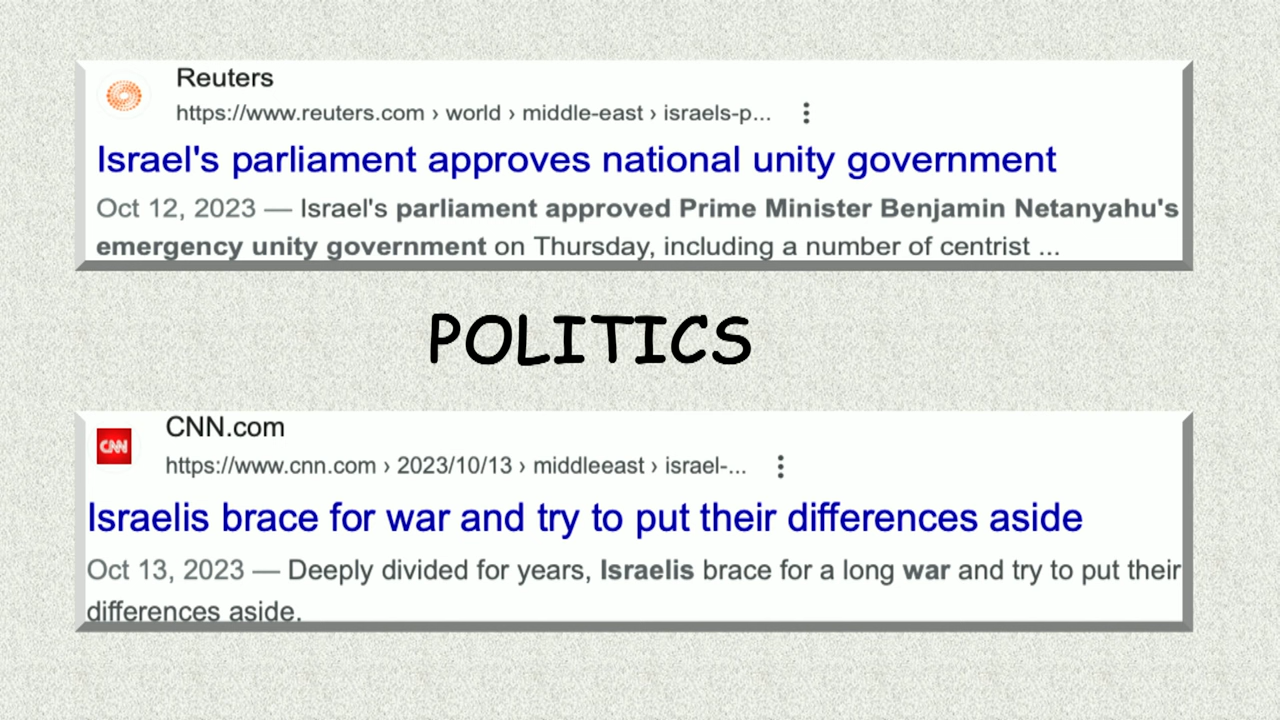 Reuters
https://www.reuters.com › world › middle-east › israels-p...
Israel's parliament approves national unity government
Oct 12, 2023 — Israel's parliament approved Prime Minister Benjamin Netanyahu's
emergency unity government on Thursday, including a number of centrist ...
POLITICS
CNN
CNN.com
https://www.cnn.com › 2023/10/13 › middleeast › israel-...
Israelis brace for war and try to put their differences aside
Oct 13, 2023 — Deeply divided for years, Israelis brace for a long war and try to put their
differences aside.